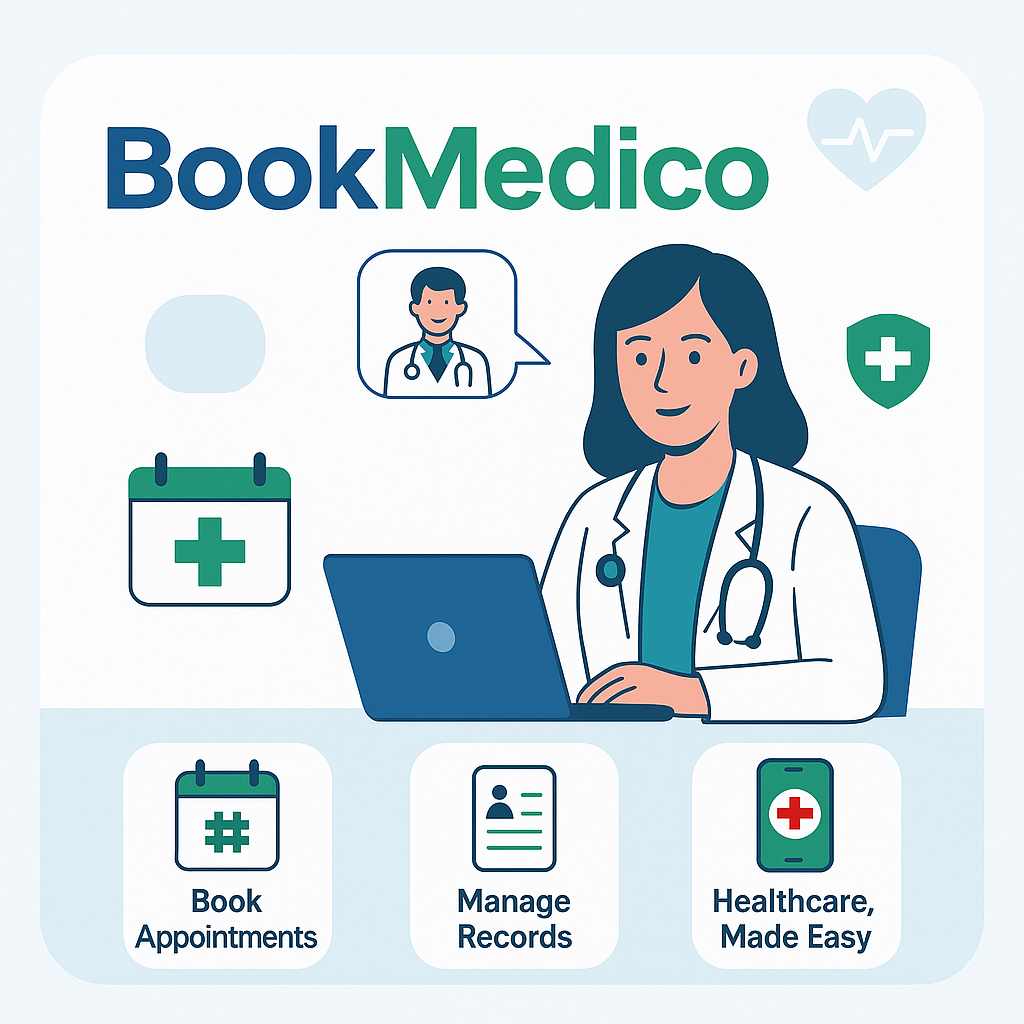 BookMedico
Book
Appointments
Manage
Records
Healthcare,
Made Easy